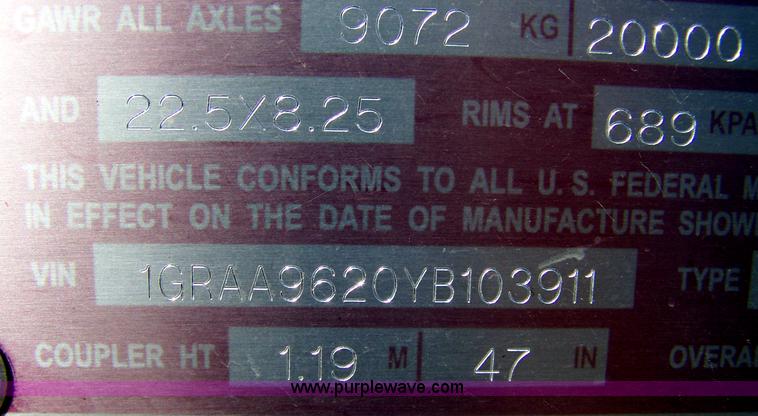 GAWR ALL AXLES 9072 KG 20000
AND 22.5X8.25 RIMS AT 689 KPA
THIS VEHICLE CONFORMS TO ALL U.S. FEDERAL M
IN EFFECT ON THE DATE OF MANUFACTURE SHOW
VIN 1GRAA9620YB103911 TYPE
COUPLER HT 1.19 M 47 IN OVERA
www.purplewave.com